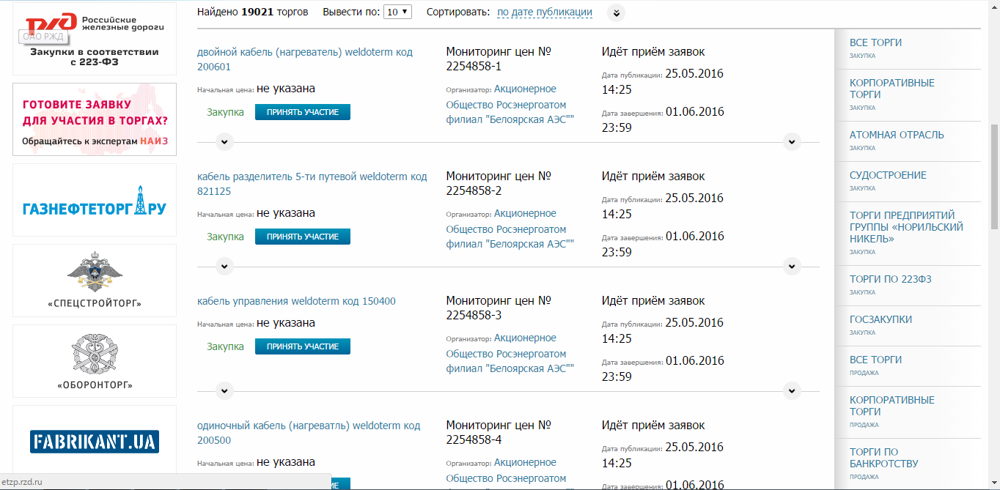 Российские
железные дороги
ОАО РЖД
Закупки в соответствии
с 223-ФЗ
ГОТОВИТЕ ЗАЯВКУ
ДЛЯ УЧАСТИЯ В ТОРГАХ?
Обращайтесь к экспертам НАИЗ
ГАЗНЕФТЕТОРГ РУ
«СПЕЦСТРОЙТОРГ»
«ОБОРОНТОРГ»
FABRIKANT.UA
etzp.rzd.ru
Найдено 19021 торгов Вывести по: 10 Сортировать: по дате публикации
двойной кабель (нагреватель) weldoterm код
200601
Начальная цена: не указана
Закупка ПРИНЯТЬ УЧАСТИЕ
Мониторинг цен №
2254858-1
Организатор: Акционерное
Общество Росэнергоатом
филиал "Белоярская АЭС""
Идёт приём заявок
Дата публикации: 25.05.2016
14:25
Дата завершения: 01.06.2016
23:59
кабель разделитель 5-ти путевой weldoterm код
821125
Начальная цена: не указана
Закупка ПРИНЯТЬ УЧАСТИЕ
Мониторинг цен №
2254858-2
Организатор: Акционерное
Общество Росэнергоатом
филиал "Белоярская АЭС""
Идёт приём заявок
Дата публикации: 25.05.2016
14:25
Дата завершения: 01.06.2016
23:59
кабель управления weldoterm код 150400
Начальная цена: не указана
Закупка ПРИНЯТЬ УЧАСТИЕ
Мониторинг цен №
2254858-3
Организатор: Акционерное
Общество Росэнергоатом
филиал "Белоярская АЭС""
Идёт приём заявок
Дата публикации: 25.05.2016
14:25
Дата завершения: 01.06.2016
23:59
одиночный кабель (нагреватль) weldoterm код
200500
Начальная цена: не указана
ИЕ
Мониторинг цен №
2254858-4
Организатор: Акционерное
Общество Росэнергоатом
Идёт приём заявок
Дата публикации: 25.05.2016
14:25
Дата завершения: 01.06.2016
ВСЕ ТОРГИ
ЗАКУПКА
КОРПОРАТИВНЫЕ
ТОРГИ
ЗАКУПКА
АТОМНАЯ ОТРАСЛЬ
ЗАКУПКА
СУДОСТРОЕНИЕ
ЗАКУПКА
ТОРГИ ПРЕДПРИЯТИЙ
ГРУППЫ «НОРИЛЬСКИЙ
НИКЕЛЬ»
ЗАКУПКА
ТОРГИ ПО 223ФЗ
ЗАКУПКА
ГОСЗАКУПКИ
ЗАКУПКА
ВСЕ ТОРГИ
ПРОДАЖА
КОРПОРАТИВНЫЕ
ТОРГИ
ПРОДАЖА
ТОРГИ ПО
БАНКРОТСТВУ
ПРОДАЖА